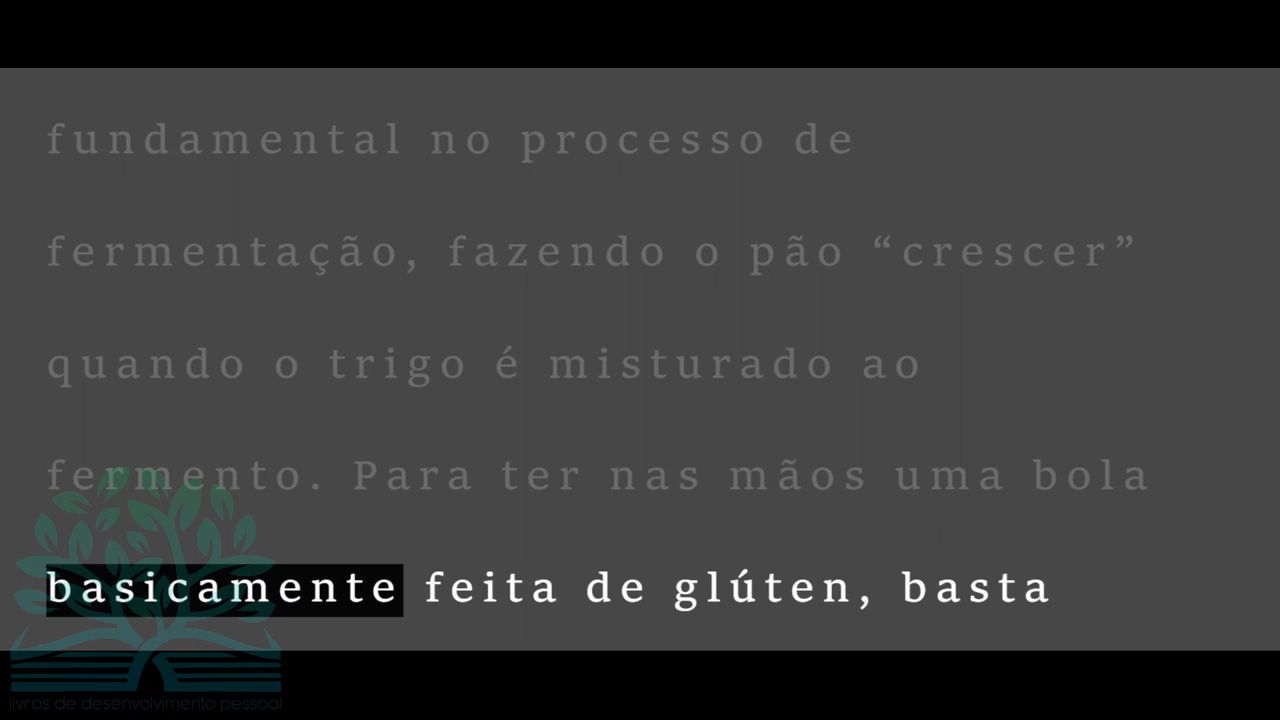 fundamental no processo de
fermentação, fazendo o pão “crescer”
quando o trigo é misturado ao
fermento. Para ter nas mãos uma bola
basicamente feita de glúten, basta
livros de desenvolvimento pessoal